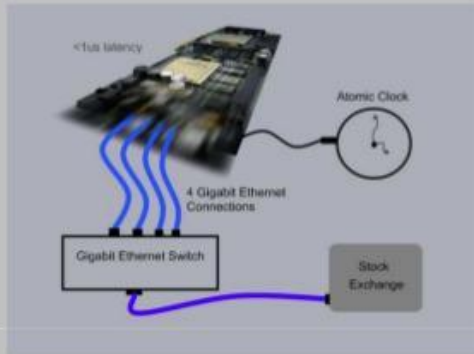 <1us latency
Atomic Clock
4 Gigabit Ethernet
Connections
Gigabit Ethernet Switch
Stock
Exchange